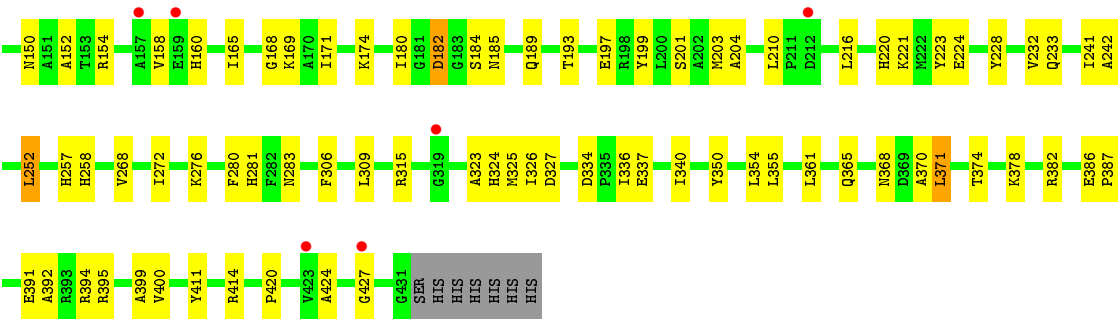 N150 A151 A152 T153 R154 A157 V158 E159 H160 I165 G168 K169 A170 I171 K174 I180 G181 D182 G183 S184 N185 Q189 T193 E197 R198 Y199 L200 S201 A202 M203 A204 L210 P211 D212 L216 H220 K221 M222 Y223 E224 Y228 V232 Q233 I241 A242
L252 H257 H258 V268 I272 K276 F280 H281 F282 N283 F306 L309 R315 G319 A323 H324 M325 I326 D327 D334 P335 I336 E337 I340 Y350 L354 L355 L361 Q365 N368 D369 A370 L371 T374 K378 R382 E386 P387
E391 A392 R393 R394 R395 A399 V400 Y411 R414 P420 V423 A424 G427 G431 SER HIS HIS HIS HIS HIS HIS